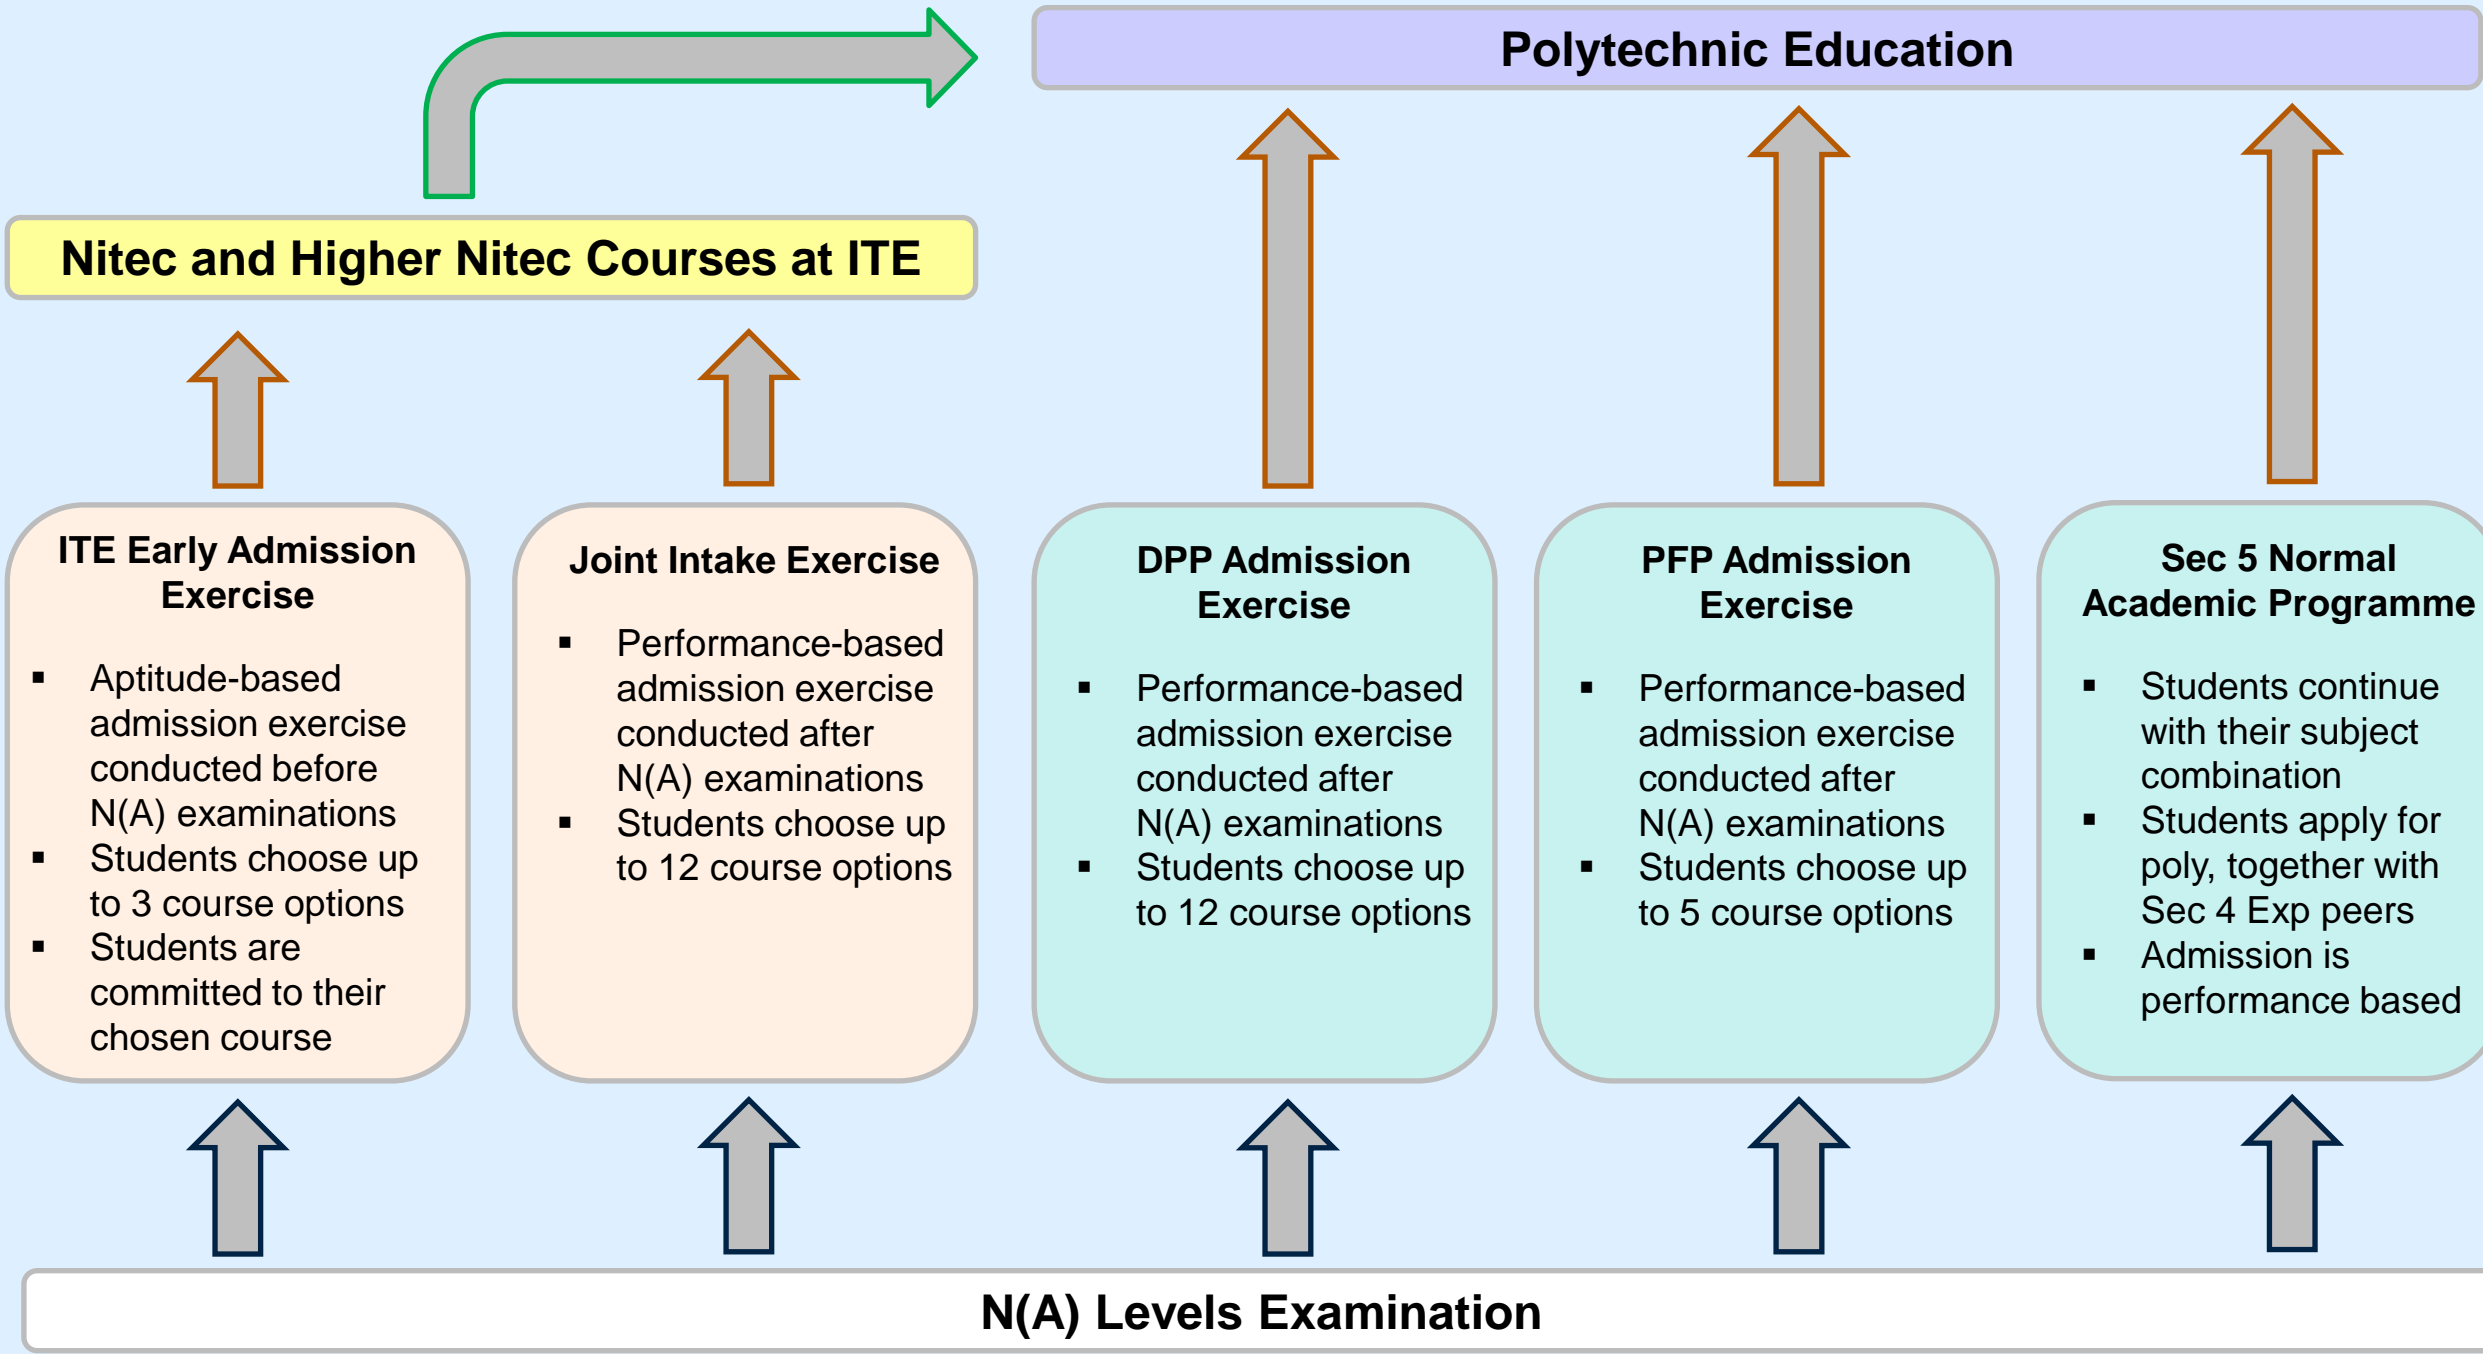 Polytechnic Education
Nitec and Higher Nitec Courses at ITE
ITE Early Admission
Exercise
▪ Aptitude-based
admission exercise
conducted before
N(A) examinations
▪ Students choose up
to 3 course options
▪ Students are
committed to their
chosen course
Joint Intake Exercise
▪ Performance-based
admission exercise
conducted after
N(A) examinations
▪ Students choose up
to 12 course options
DPP Admission
Exercise
▪ Performance-based
admission exercise
conducted after
N(A) examinations
▪ Students choose up
to 12 course options
PFP Admission
Exercise
▪ Performance-based
admission exercise
conducted after
N(A) examinations
▪ Students choose up
to 5 course options
Sec 5 Normal
Academic Programme
▪ Students continue
with their subject
combination
▪ Students apply for
poly, together with
Sec 4 Exp peers
▪ Admission is
performance based
N(A) Levels Examination